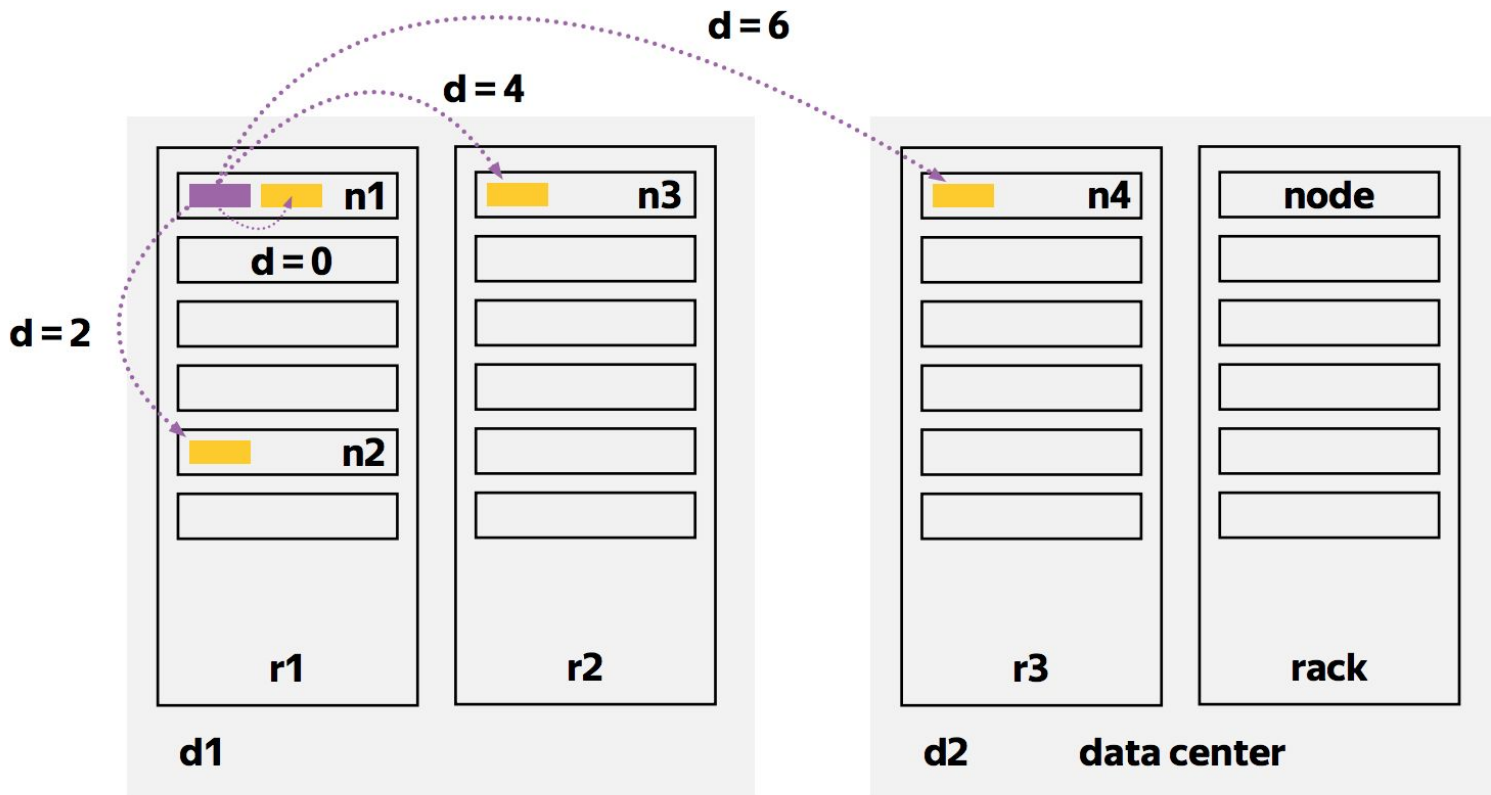 d = 6
d = 4
n1
n3
n4
node
d = 0
d = 2
n2
r1
r2
r3
rack
d1
d2
data center